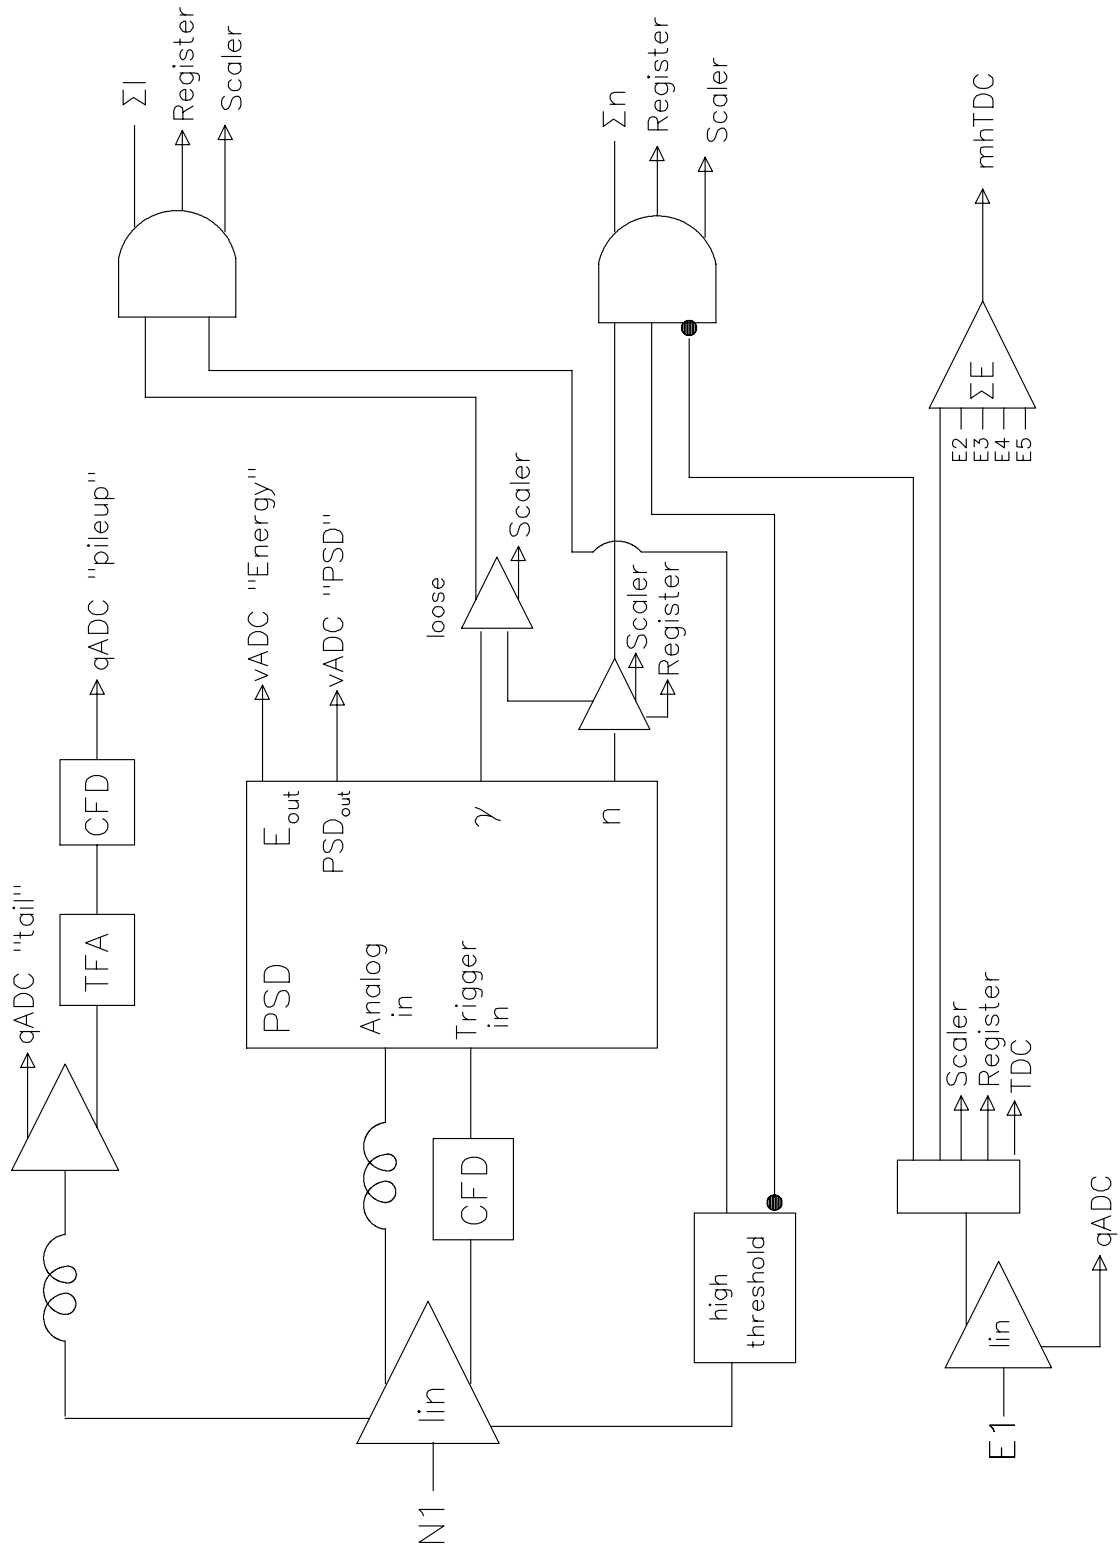 qADC "tail"
TFA
CFD
qADC "pileup"
Σl
Register
Scaler
PSD
E_out
vADC "Energy"
PSD_out
vADC "PSD"
Analog
in
Trigger
in
γ
n
loose
Scaler
N1
lin
CFD
Scaler
Register
Σn
Register
Scaler
high
threshold
E1
lin
qADC
Scaler
Register
TDC
E2
E3
E4
E5
ΣE
mhTDC